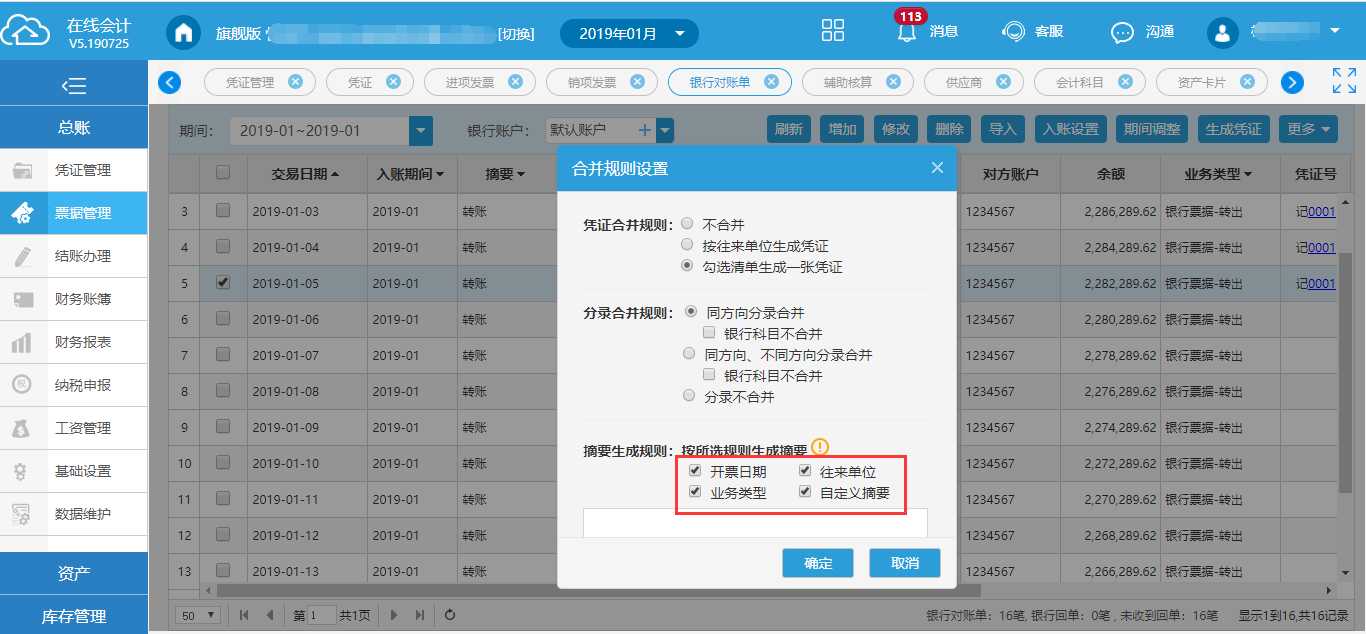 在线会计
V5.190725
旗舰版
[切换]
2019年01月
113
消息
客服
沟通
凭证管理
凭证
进项发票
销项发票
银行对账单
辅助核算
供应商
会计科目
资产卡片
总账
凭证管理
票据管理
结账办理
财务账簿
财务报表
纳税申报
工资管理
基础设置
数据维护
资产
库存管理
期间: 2019-01~2019-01 银行账户: 默认账户
刷新 增加 修改 删除 导入 入账设置 期间调整 生成凭证 更多
交易日期 入账期间 摘要 对方账户 余额 业务类型 凭证号
3 2019-01-03 2019-01 转账 1234567 2,286,289.62 银行票据-转出 记0001
4 2019-01-04 2019-01 转账 1234567 2,284,289.62 银行票据-转出 记0001
5 2019-01-05 2019-01 转账 1234567 2,282,289.62 银行票据-转出 记0001
6 2019-01-06 2019-01 转账 1234567 2,280,289.62 银行票据-转出
7 2019-01-07 2019-01 转账 1234567 2,278,289.62 银行票据-转出
8 2019-01-08 2019-01 转账 1234567 2,276,289.62 银行票据-转出
9 2019-01-09 2019-01 转账 1234567 2,274,289.62 银行票据-转出
10 2019-01-10 2019-01 转账 1234567 2,272,289.62 银行票据-转出
11 2019-01-11 2019-01 转账 1234567 2,270,289.62 银行票据-转出
12 2019-01-12 2019-01 转账 1234567 2,268,289.62 银行票据-转出
13 2019-01-13 2019-01 转账 1234567 2,266,289.62 银行票据-转出
合并规则设置
凭证合并规则: 不合并
按往来单位生成凭证
勾选清单生成一张凭证
分录合并规则: 同方向分录合并
银行科目不合并
同方向、不同方向分录合并
银行科目不合并
分录不合并
摘要生成规则: 按所选规则生成摘要
开票日期 往来单位
业务类型 自定义摘要
确定 取消
50 第 1 共1页
银行对账单: 16笔, 银行回单: 0笔 , 未收到回单: 16笔 显示1到16,共16记录